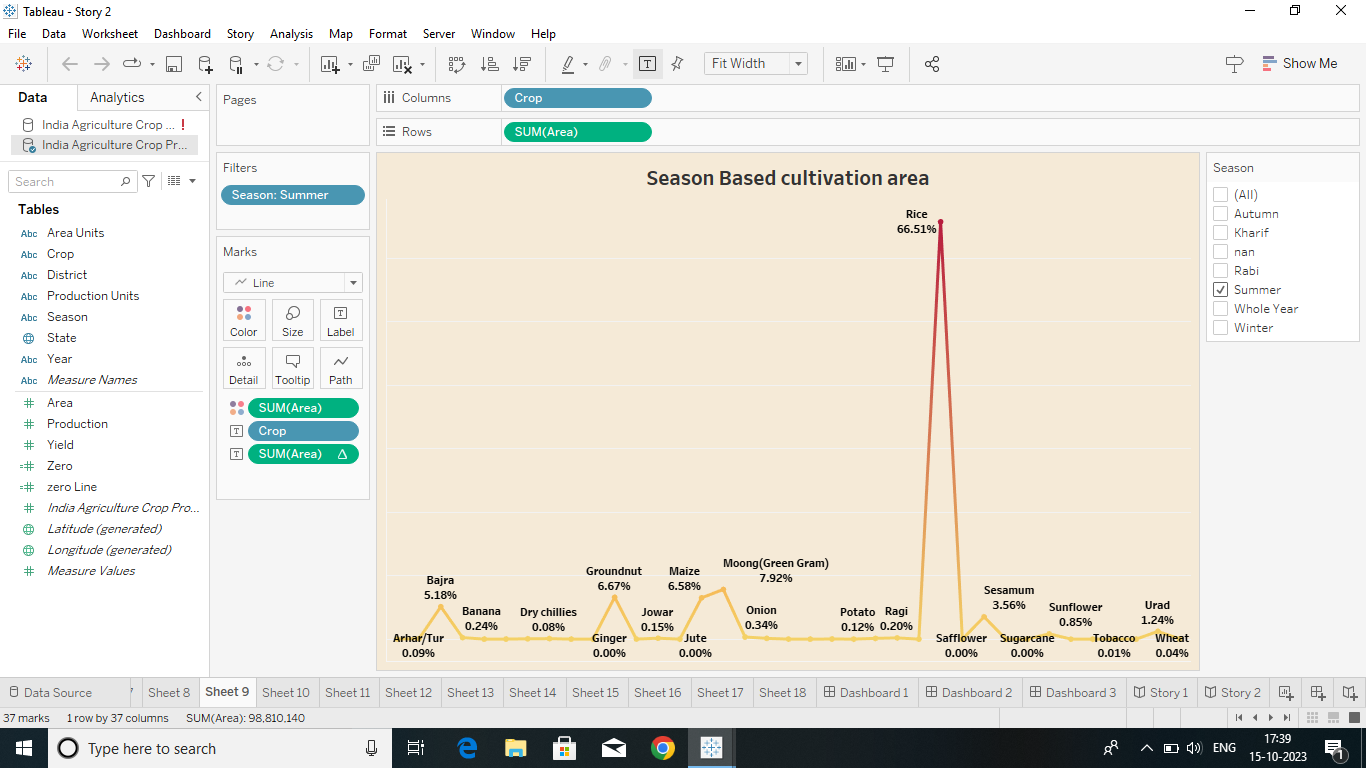 Tableau - Story 2
File Data Worksheet Dashboard Story Analysis Map Format Server Window Help
Fit Width
Show Me
Data Analytics
India Agriculture Crop ... !
India Agriculture Crop Pr...
Search
Tables
Abc Area Units
Abc Crop
Abc District
Abc Production Units
Abc Season
State
Abc Year
Abc Measure Names
Area
Production
Yield
Zero
zero Line
India Agriculture Crop Pro...
Latitude (generated)
Longitude (generated)
Measure Values
Pages
Filters
Season: Summer
Marks
Line
Color Size Label
Detail Tooltip Path
SUM(Area)
Crop
SUM(Area) Δ
Columns Crop
Rows SUM(Area)
Season Based cultivation area
Rice
66.51%
Bajra
5.18%
Groundnut
6.67%
Maize
6.58%
Moong(Green Gram)
7.92%
Sesamum
3.56%
Banana
0.24%
Dry chillies
0.08%
Jowar
0.15%
Onion
0.34%
Potato
0.12%
Ragi
0.20%
Sunflower
0.85%
Urad
1.24%
Arhar/Tur
0.09%
Ginger
0.00%
Jute
0.00%
Safflower
0.00%
Sugarcane
0.00%
Tobacco
0.01%
Wheat
0.04%
Season
(All)
Autumn
Kharif
nan
Rabi
Summer
Whole Year
Winter
Data Source 7 Sheet 8 Sheet 9 Sheet 10 Sheet 11 Sheet 12 Sheet 13 Sheet 14 Sheet 15 Sheet 16 Sheet 17 Sheet 18 Dashboard 1 Dashboard 2 Dashboard 3 Story 1 Story 2
37 marks 1 row by 37 columns SUM(Area): 98,810,140
Type here to search
ENG
17:39
15-10-2023
1